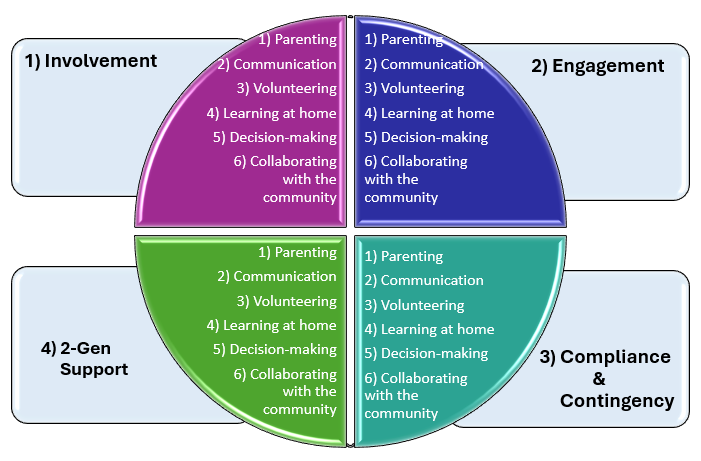 1) Involvement
1) Parenting
2) Communication
3) Volunteering
4) Learning at home
5) Decision-making
6) Collaborating
with the
community
1) Parenting
2) Communication
3) Volunteering
4) Learning at home
5) Decision-making
6) Collaborating
with the
community
2) Engagement
4) 2-Gen
Support
1) Parenting
2) Communication
3) Volunteering
4) Learning at home
5) Decision-making
6) Collaborating
with the
community
1) Parenting
2) Communication
3) Volunteering
4) Learning at home
5) Decision-making
6) Collaborating
with the
community
3) Compliance
&
Contingency